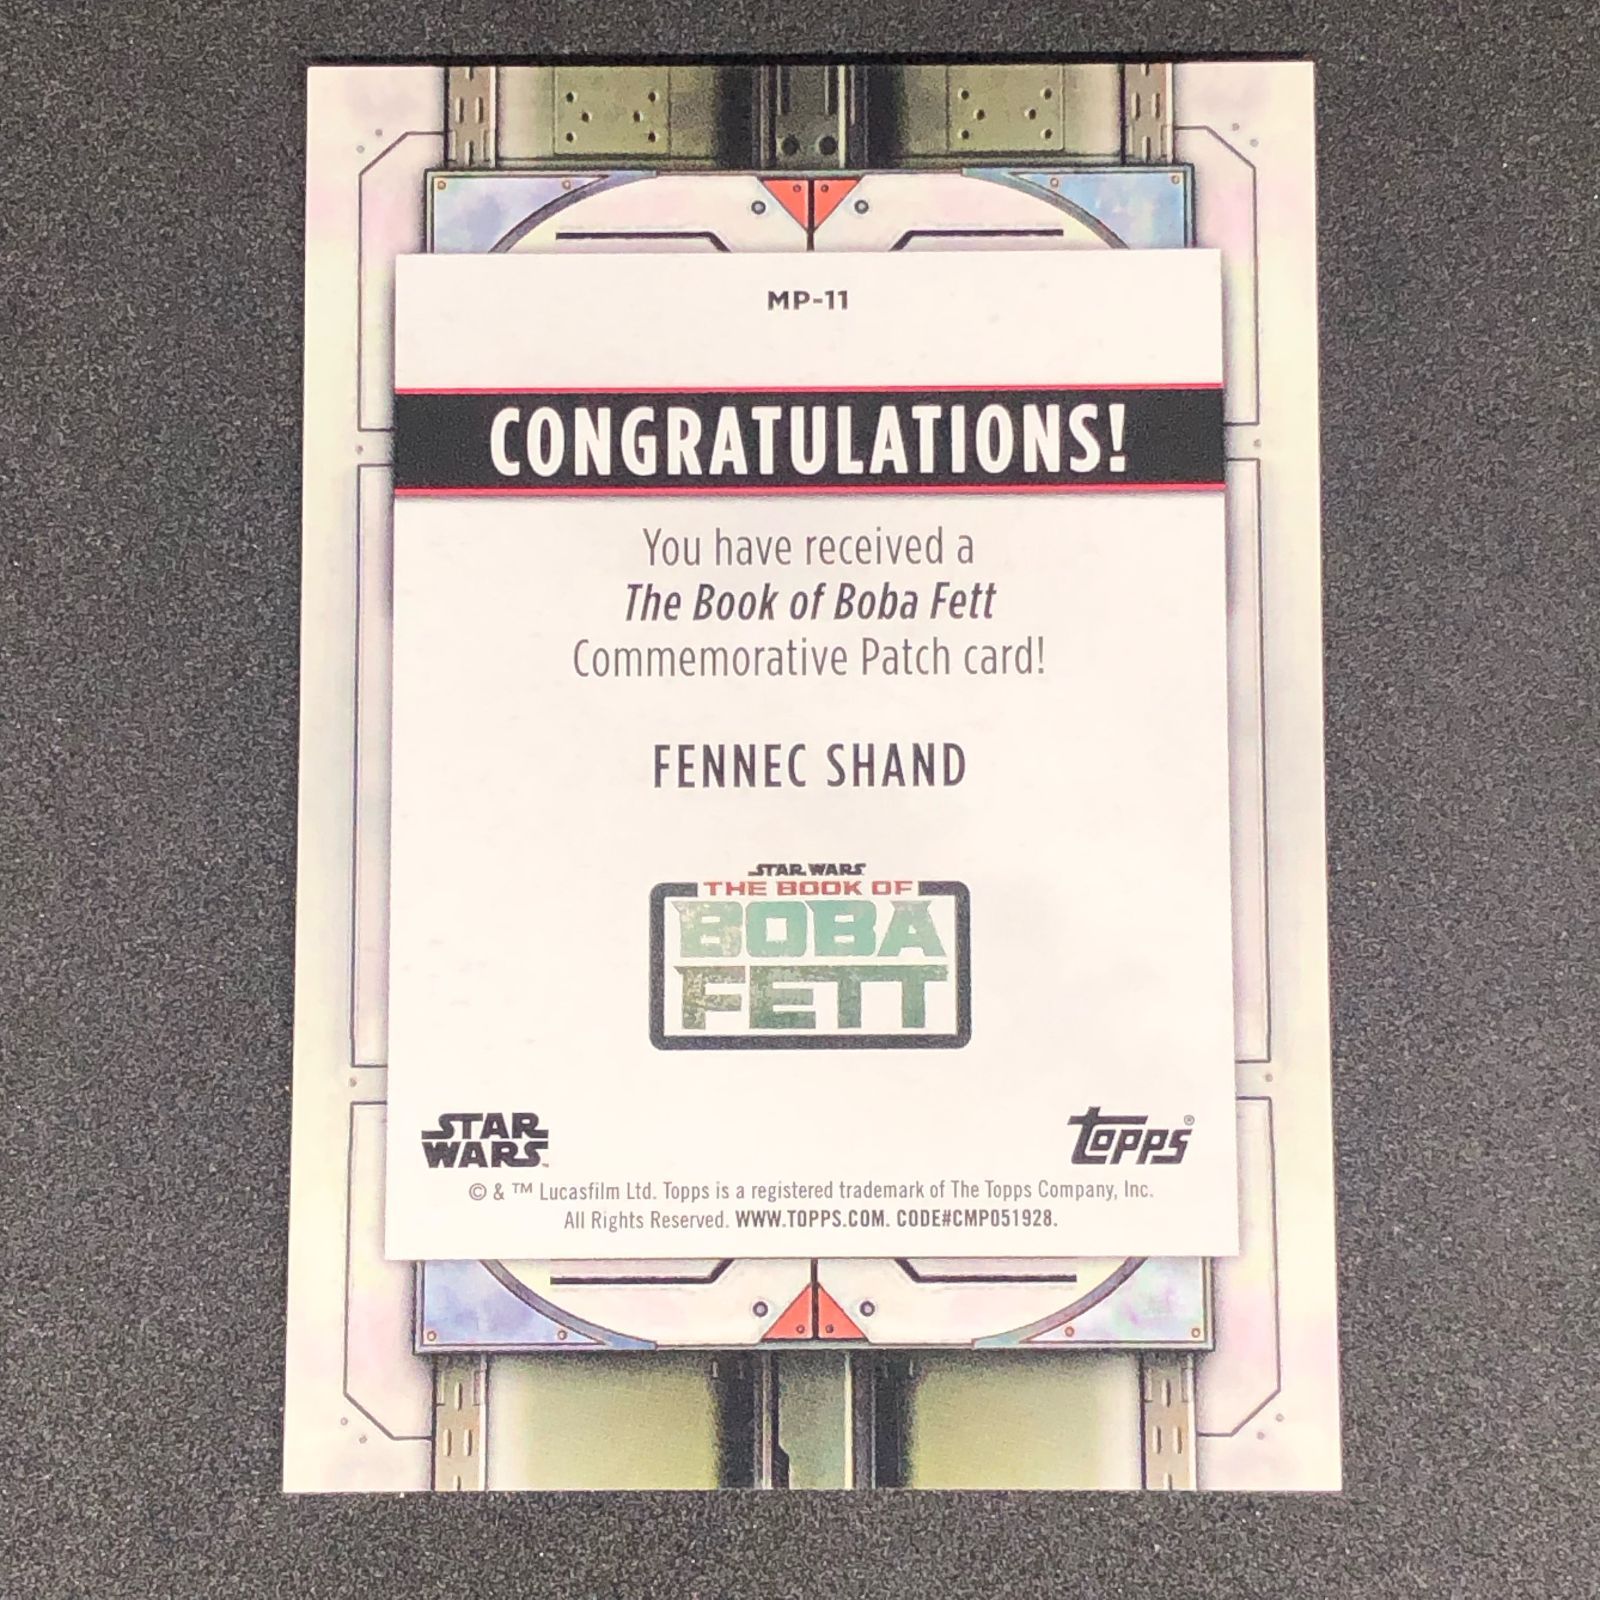 MP-11
CONGRATULATIONS!
You have received a
The Book of Boba Fett
Commemorative Patch card!
FENNEC SHAND
STAR WARS
THE BOOK OF
BOBA
FETT
STAR
WARS™
Topps®
© & ™ Lucasfilm Ltd. Topps is a registered trademark of The Topps Company, Inc.
All Rights Reserved. WWW.TOPPS.COM. CODE#CMP051928.